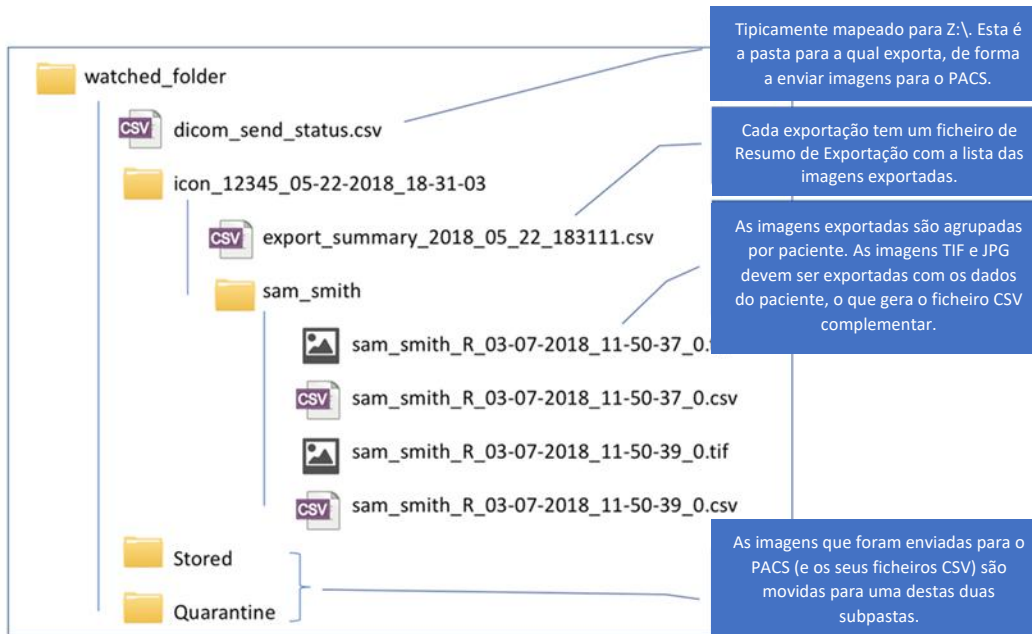 Tipicamente mapeado para Z:\. Esta é
a pasta para a qual exporta, de forma
a enviar imagens para o PACS.
watched_folder
CSV
dicom_send_status.csv
Cada exportação tem um ficheiro de
Resumo de Exportação com a lista das
imagens exportadas.
icon_12345_05-22-2018_18-31-03
CSV
export_summary_2018_05_22_183111.csv
As imagens exportadas são agrupadas
por paciente. As imagens TIF e JPG
devem ser exportadas com os dados
do paciente, o que gera o ficheiro CSV
complementar.
sam_smith
sam_smith_R_03-07-2018_11-50-37_0.
CSV
sam_smith_R_03-07-2018_11-50-37_0.csv
sam_smith_R_03-07-2018_11-50-39_0.tif
CSV
sam_smith_R_03-07-2018_11-50-39_0.csv
As imagens que foram enviadas para o
PACS (e os seus ficheiros CSV) são
movidas para uma destas duas
subpastas.
Stored
Quarantine